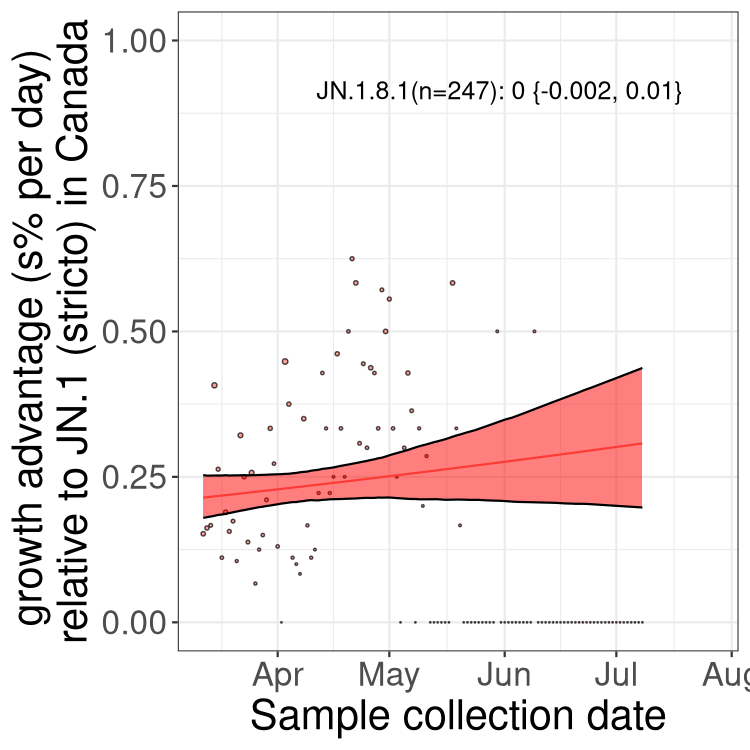 growth advantage (s% per day)
relative to JN.1 (stricto) in Canada
1.00
0.75
0.50
0.25
0.00
JN.1.8.1(n=247): 0 {-0.002, 0.01}
Apr May Jun Jul Aug
Sample collection date